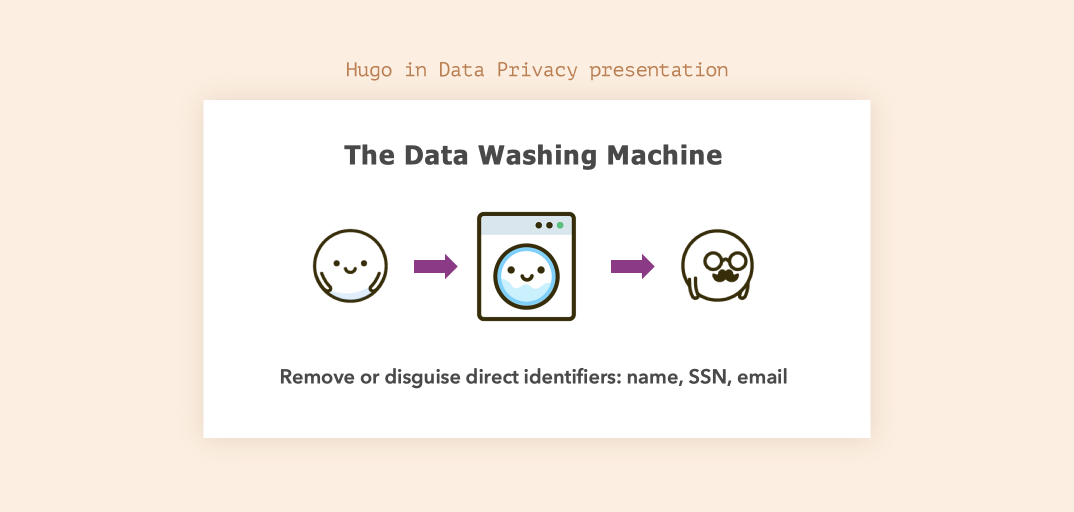 Hugo in Data Privacy presentation
The Data Washing Machine
Remove or disguise direct identifiers: name, SSN, email